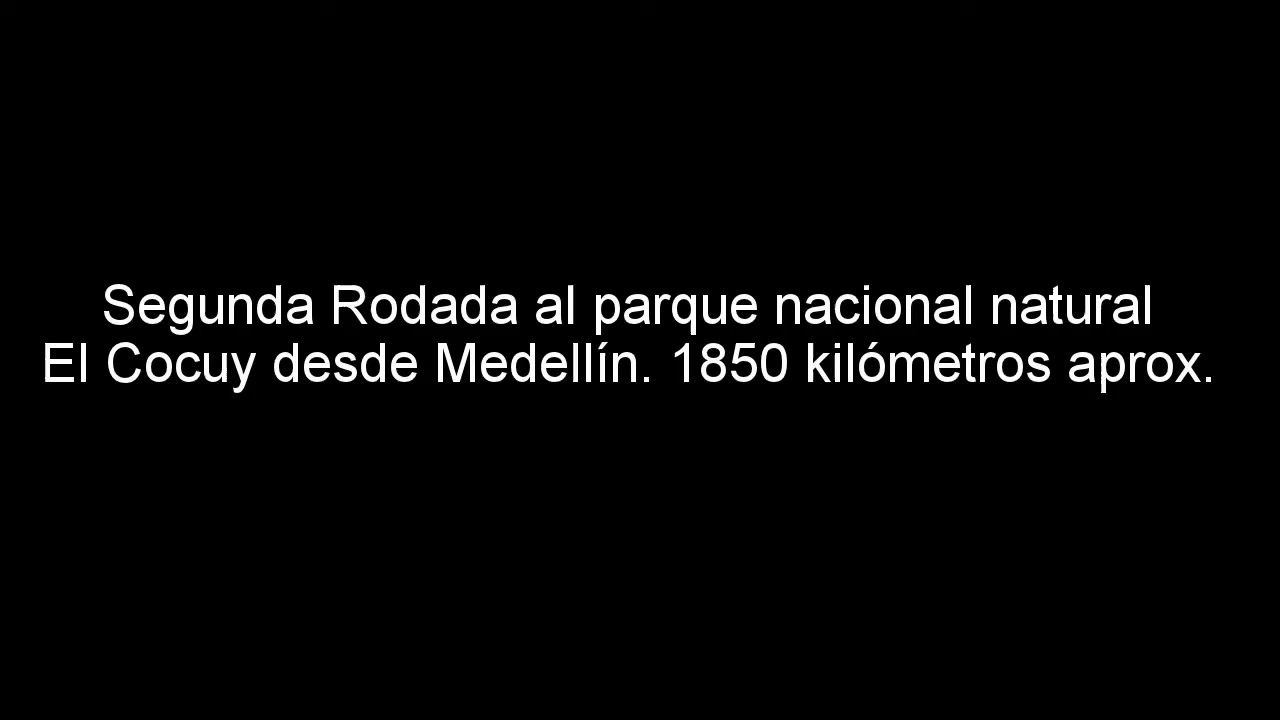 Segunda Rodada al parque nacional natural
El Cocuy desde Medellín. 1850 kilómetros aprox.